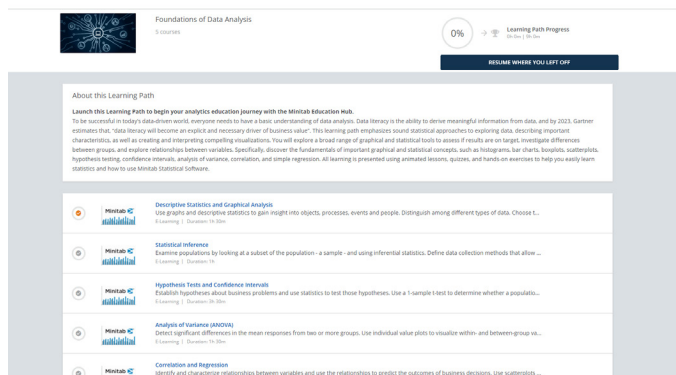 Foundations of Data Analysis
5 courses
0%
Learning Path Progress
0h 0m | 9h 0m
RESUME WHERE YOU LEFT OFF
About this Learning Path
Launch this Learning Path to begin your analytics education journey with the Minitab Education Hub.
To be successful in today's data-driven world, everyone needs to have a basic understanding of data analysis. Data literacy is the ability to derive meaningful information from data, and by 2023, Gartner
estimates that, "data literacy will become an explicit and necessary driver of business value". This learning path emphasizes sound statistical approaches to exploring data, describing important
characteristics, as well as creating and interpreting compelling visualizations. You will explore a broad range of graphical and statistical tools to assess if results are on target, investigate differences
between groups, and explore relationships between variables. Specifically, discover the fundamentals of important graphical and statistical concepts, such as histograms, bar charts, boxplots, scatterplots,
hypothesis testing, confidence intervals, analysis of variance, correlation, and simple regression. All learning is presented using animated lessons, quizzes, and hands-on exercises to help you easily learn
statistics and how to use Minitab Statistical Software.
Minitab
Descriptive Statistics and Graphical Analysis
Use graphs and descriptive statistics to gain insight into objects, processes, events and people. Distinguish among different types of data. Choose t...
E-Learning | Duration: 1h 30m
Minitab
Statistical Inference
Examine populations by looking at a subset of the population - a sample - and using inferential statistics. Define data collection methods that allow ...
E-Learning | Duration: 1h
Minitab
Hypothesis Tests and Confidence Intervals
Establish hypotheses about business problems and use statistics to test those hypotheses. Use a 1-sample t-test to determine whether a populatio...
E-Learning | Duration: 3h 30m
Minitab
Analysis of Variance (ANOVA)
Detect significant differences in the mean responses from two or more groups. Use individual value plots to visualize within- and between-group va...
E-Learning | Duration: 1h 30m
Minitab
Correlation and Regression
Identify and characterize relationships between variables and use the relationships to predict the outcomes of business decisions. Use scatterplots ...